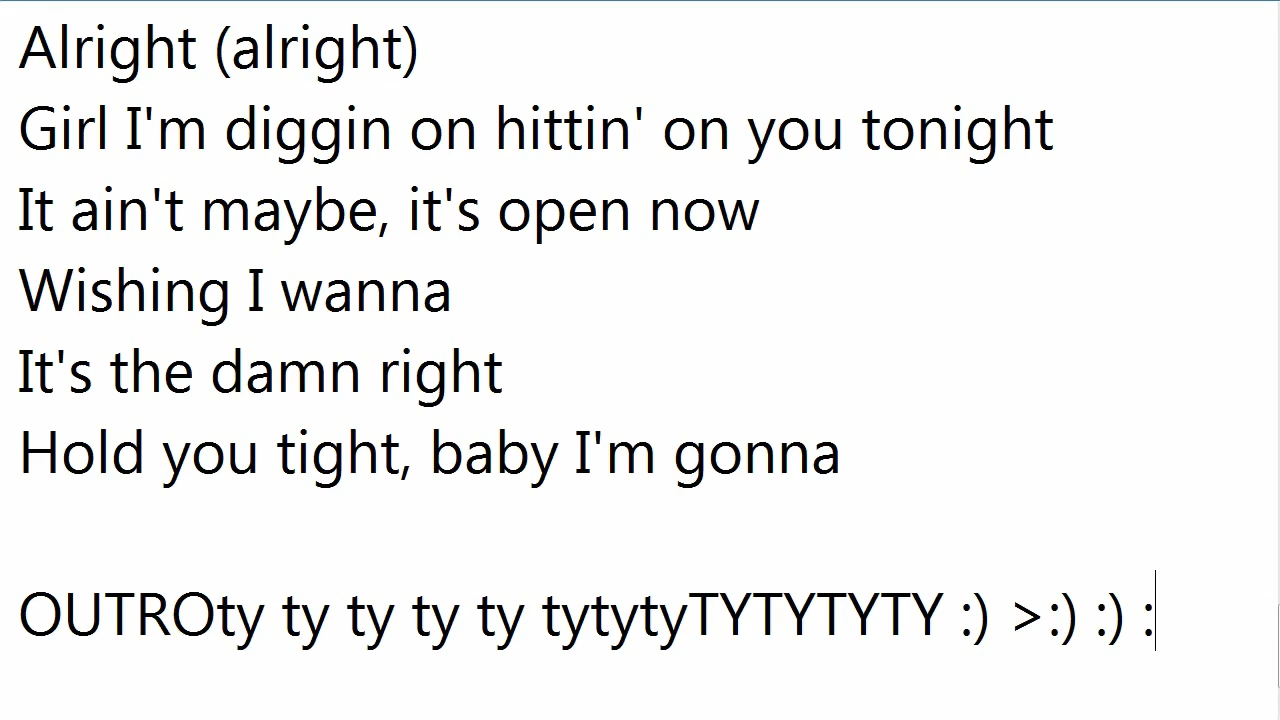 Alright (alright)
Girl I'm diggin on hittin' on you tonight
It ain't maybe, it's open now
Wishing I wanna
It's the damn right
Hold you tight, baby I'm gonna
OUTROty ty ty ty ty tytytyTYTYTYTY :) >:) :) :